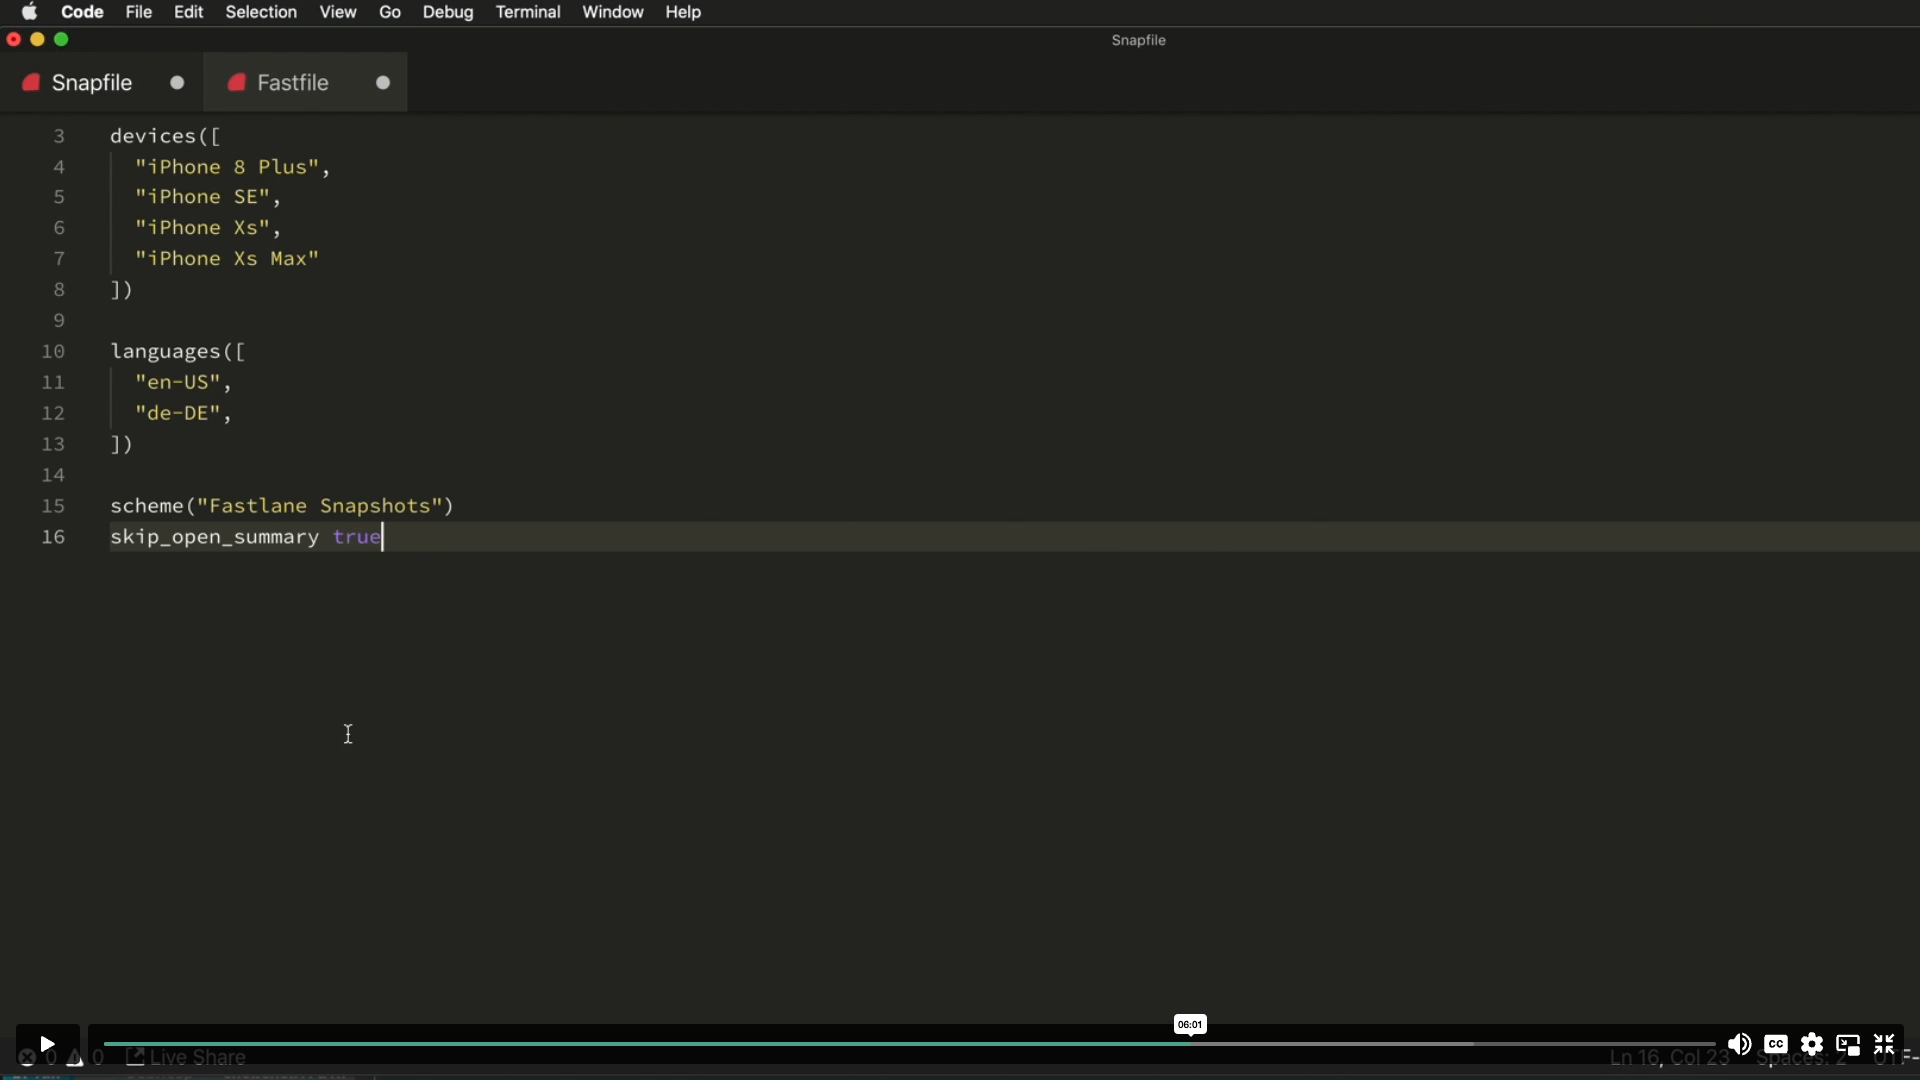 Code File Edit Selection View Go Debug Terminal Window Help
Snapfile
Snapfile Fastfile
3 devices([
4 "iPhone 8 Plus",
5 "iPhone SE",
6 "iPhone Xs",
7 "iPhone Xs Max"
8 ])
9
10 languages([
11 "en-US",
12 "de-DE",
13 ])
14
15 scheme("Fastlane Snapshots")
16 skip_open_summary true
06:01
CC
0 0 Live Share Ln 16, Col 23 Spaces: 2 UTF-